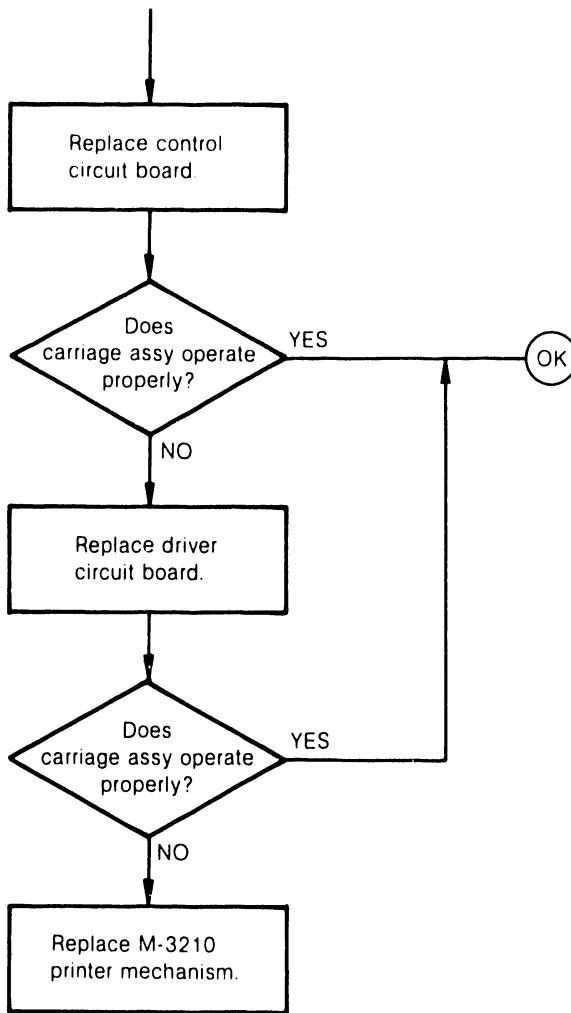 Replace control
circuit board.
Does
carriage assy operate
properly?
YES
OK
NO
Replace driver
circuit board.
Does
carriage assy operate
properly?
YES
NO
Replace M-3210
printer mechanism.